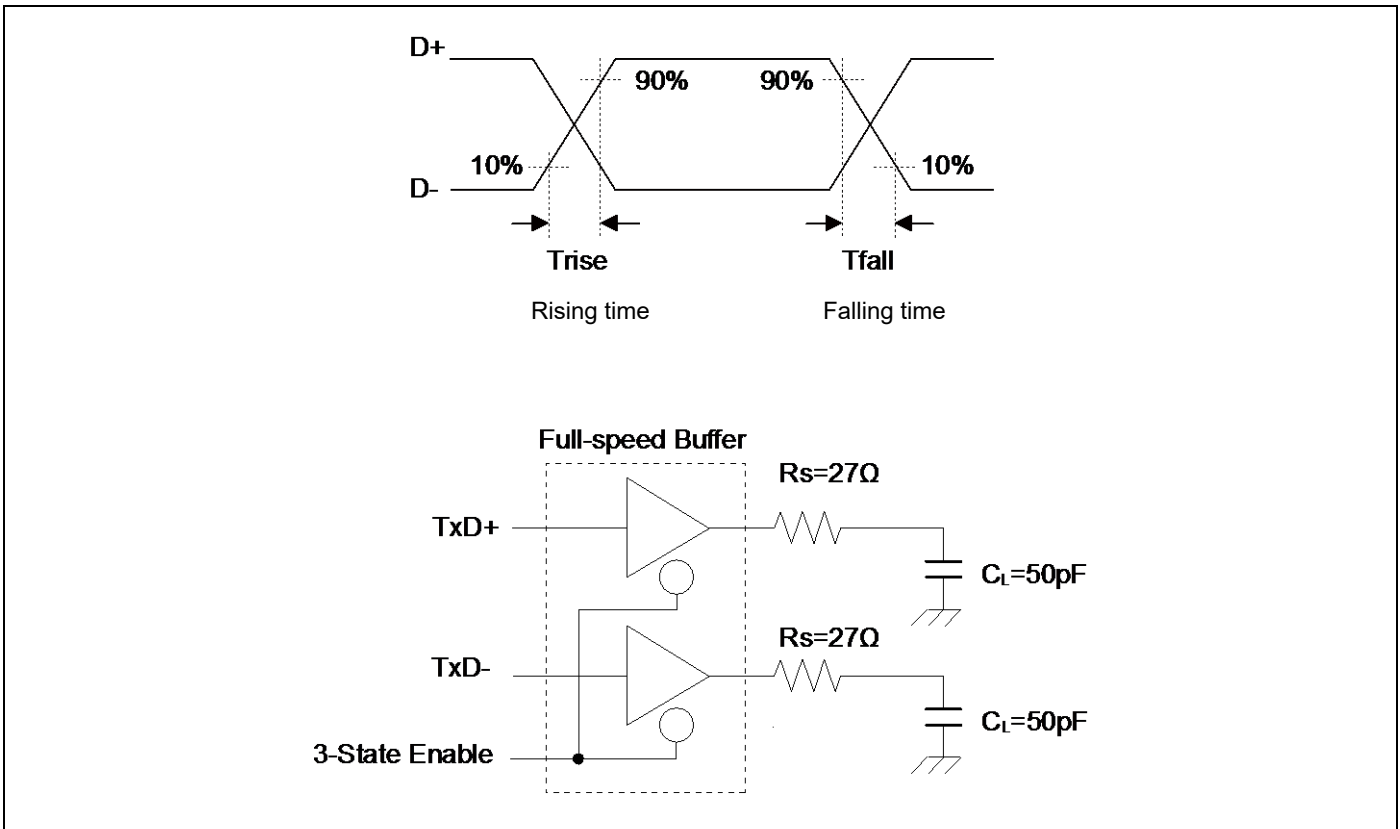 D+
90% 90%
10% 10%
D-
Trise Tfall
Rising time Falling time
Full-speed Buffer
Rs=27Ω
TxD+
CL=50pF
Rs=27Ω
TxD-
CL=50pF
3-State Enable